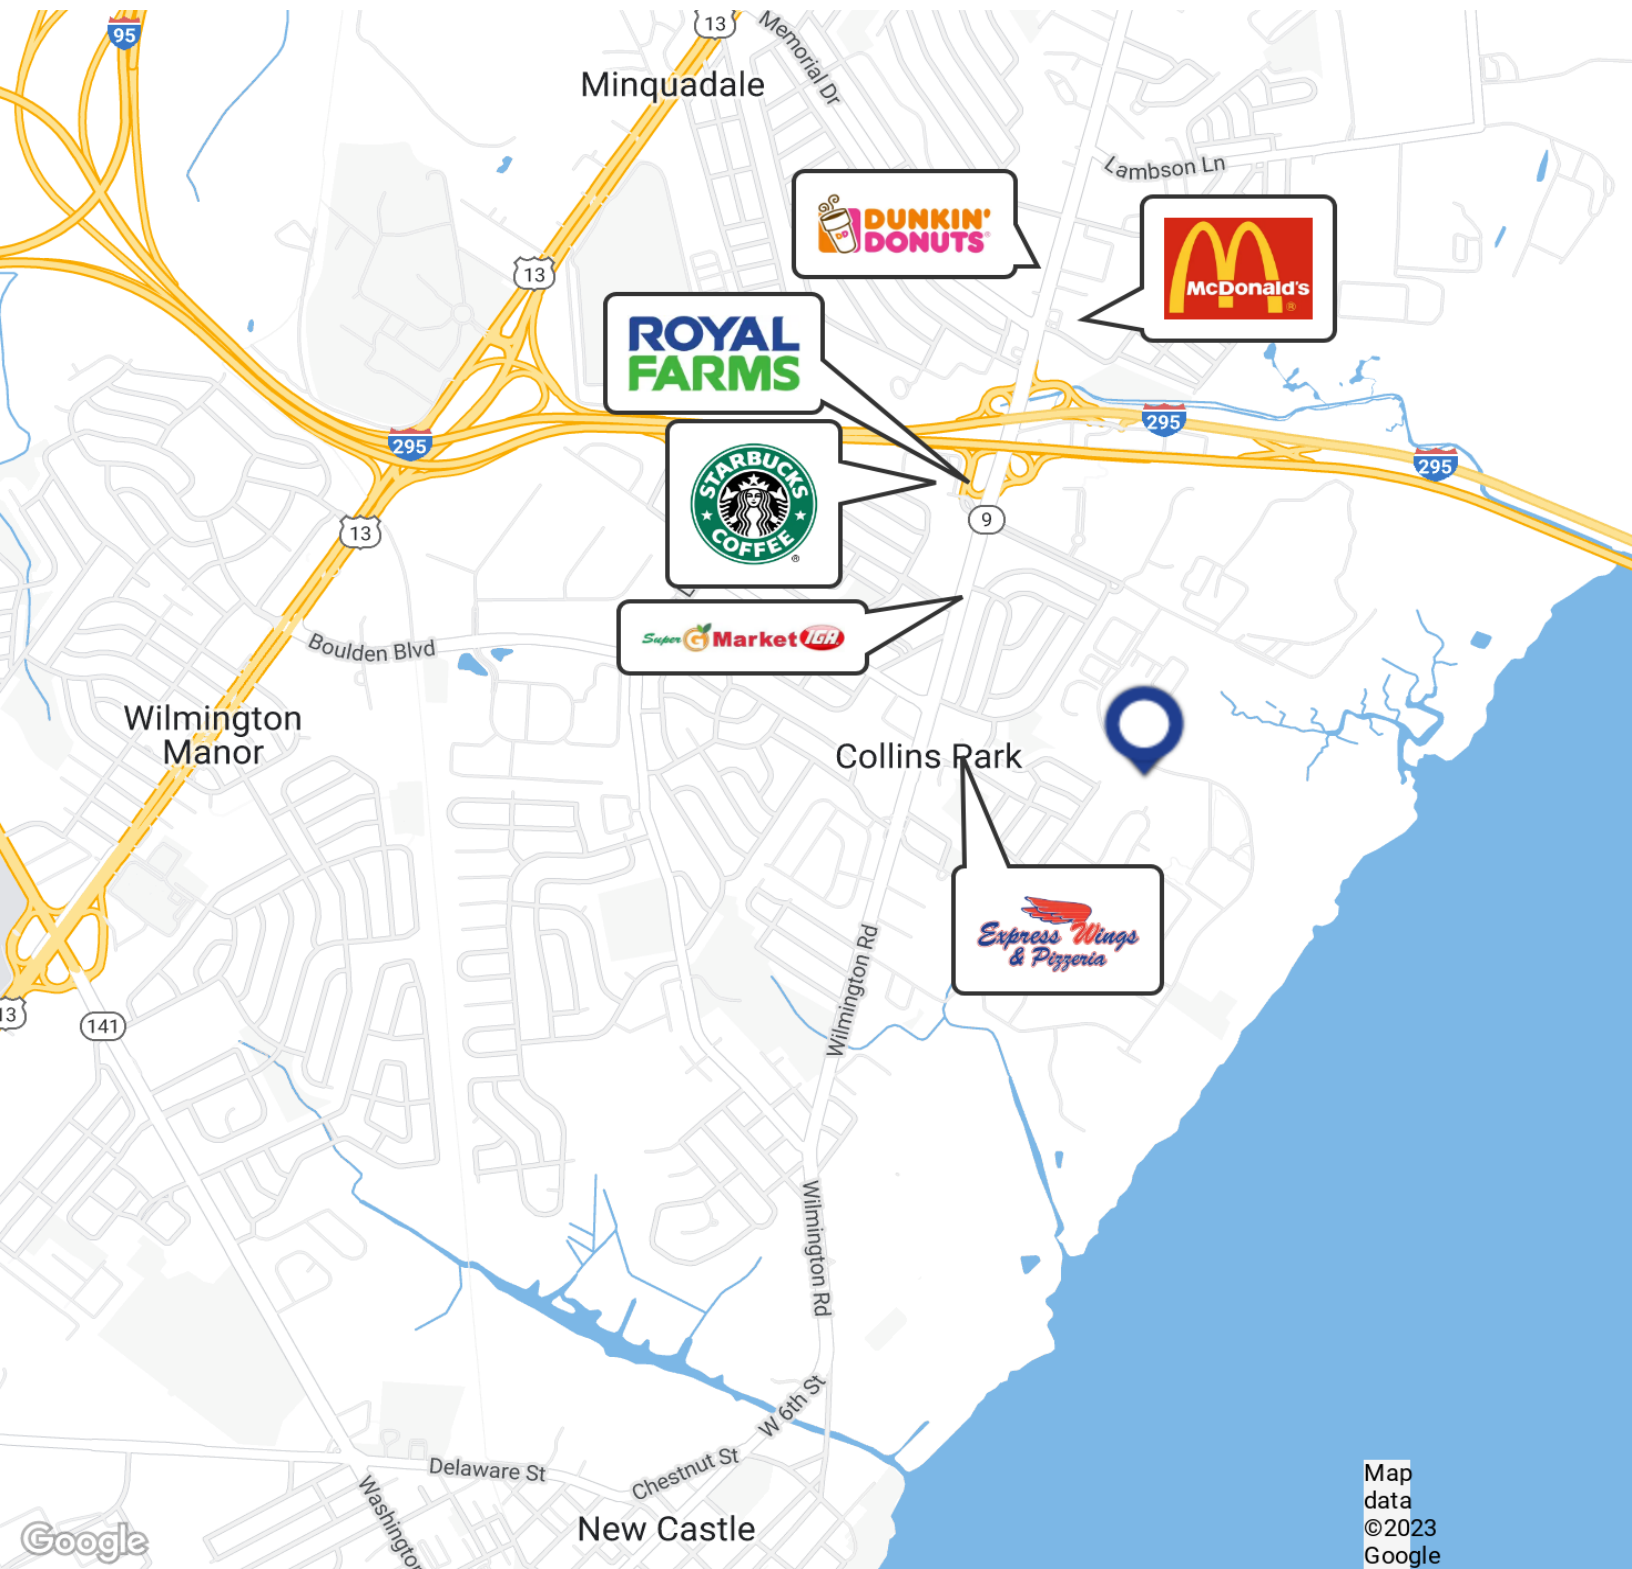 95
13
Memorial Dr
Minquadale
Lambson Ln
DUNKIN'
DONUTS
McDonald's
®
13
ROYAL
FARMS
295
295
295
STARBUCKS
COFFEE
®
9
13
Super G Market IGA
Boulden Blvd
Wilmington
Manor
Collins Park
Express Wings
& Pizzeria
Wilmington Rd
13
141
Wilmington Rd
W 6th St
Chestnut St
Delaware St
Washington
New Castle
Google
Map
data
©2023
Google